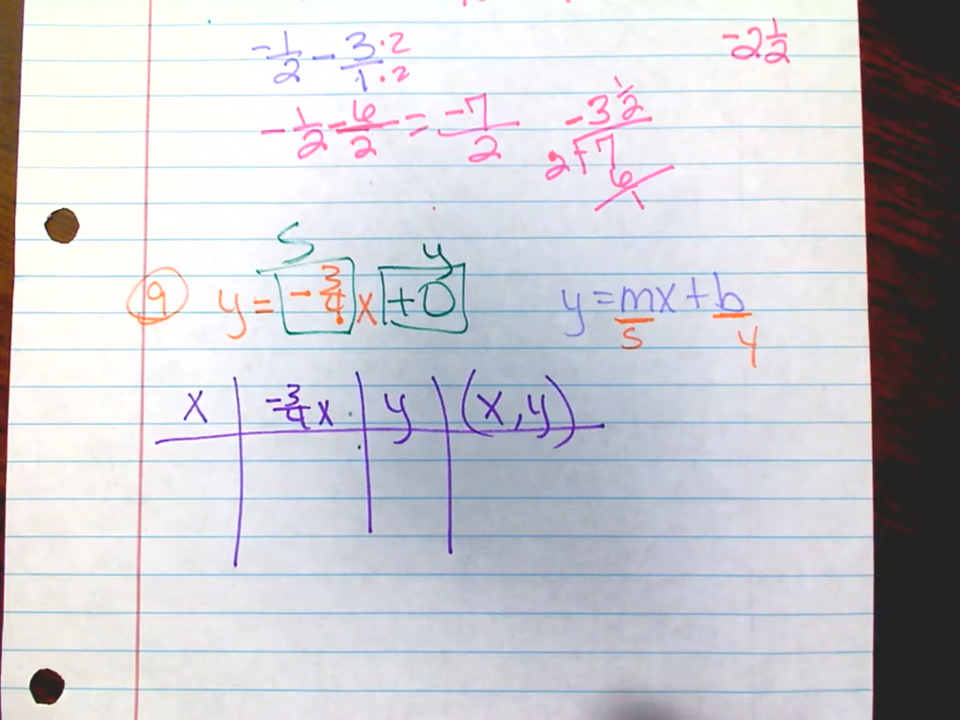 -1/2 - 3·2/1·2
-2 1/2
-1/2 - 6/2 = -7/2
-3 1/2
2 7
6
1
S y
9 y = -3/4 x +0 y = mx + b
S y
x -3/4 x y (x,y)